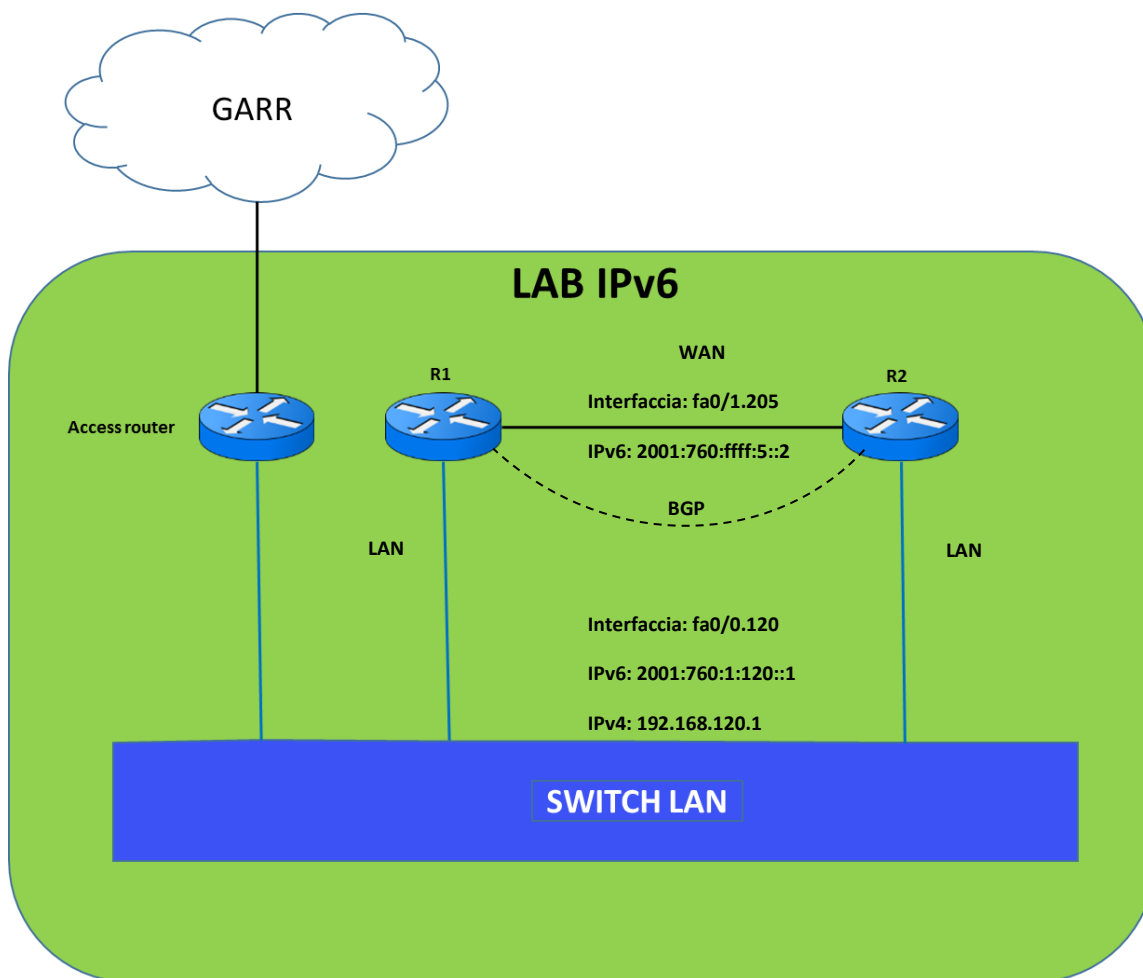 GARR
LAB IPv6
WAN
R1
R2
Interfaccia: fa0/1.205
Access router
IPv6: 2001:760:ffff:5::2
BGP
LAN
LAN
Interfaccia: fa0/0.120
IPv6: 2001:760:1:120::1
IPv4: 192.168.120.1
SWITCH LAN